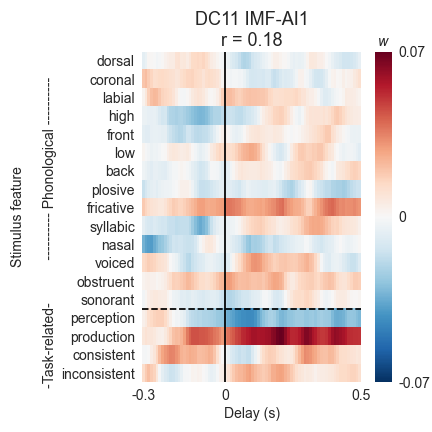 DC11 IMF-AI1
r = 0.18
w
dorsal
coronal
labial
high
front
low
back
plosive
fricative
syllabic
nasal
voiced
obstruent
sonorant
perception
production
consistent
inconsistent
Stimulus feature
-Task-related- ----------- Phonological -----------
0.07
0
-0.07
-0.3 0 0.5
Delay (s)